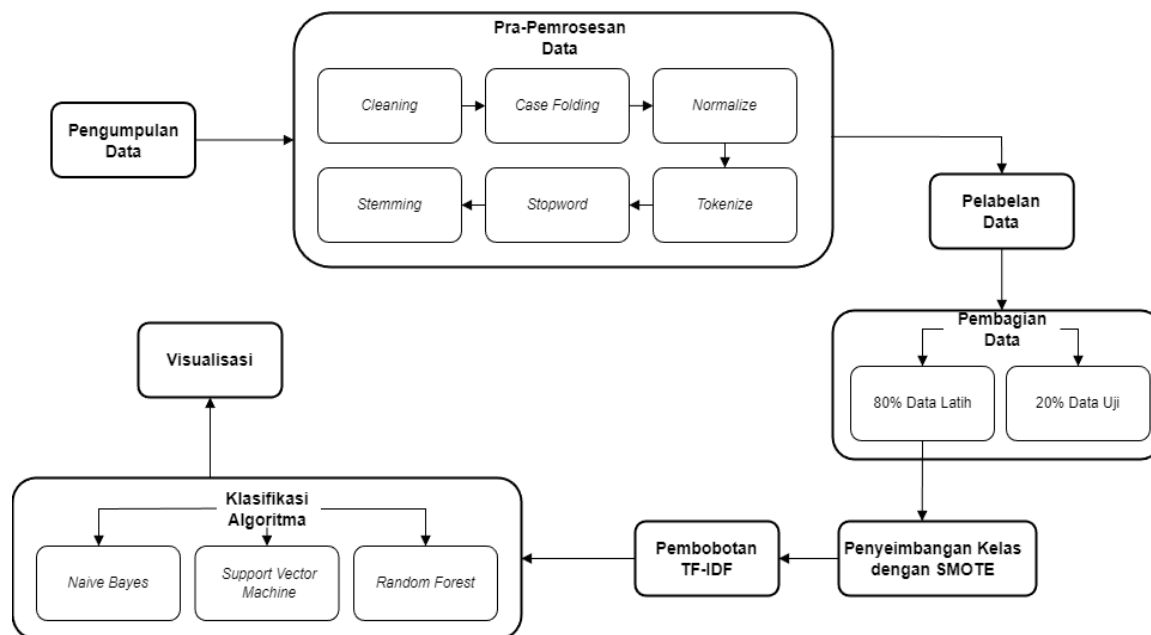 Pra-Pemrosesan
Data
Cleaning
Case Folding
Normalize
Pengumpulan
Data
Stemming
Stopword
Tokenize
Pelabelan
Data
Pembagian
Data
80% Data Latih
20% Data Uji
Visualisasi
Klasifikasi
Algoritma
Naive Bayes
Support Vector
Machine
Random Forest
Pembobotan
TF-IDF
Penyeimbangan Kelas
dengan SMOTE